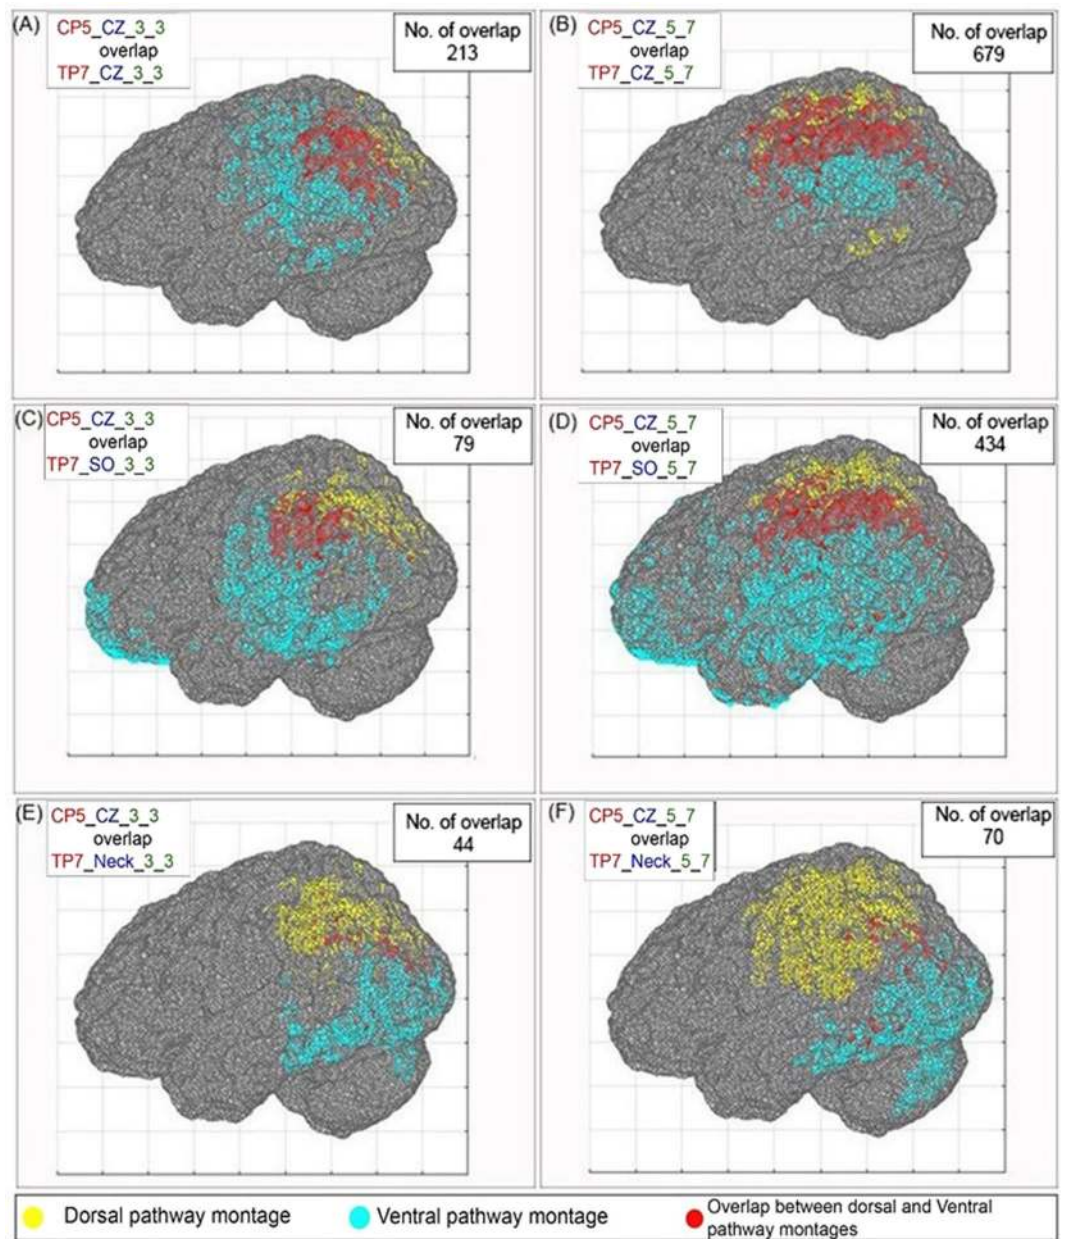 (A)
CP5_CZ_3_3
overlap
TP7_CZ_3_3
No. of overlap
213
(B)
CP5_CZ_5_7
overlap
TP7_CZ_5_7
No. of overlap
679
(C)
CP5_CZ_3_3
overlap
TP7_SO_3_3
No. of overlap
79
(D)
CP5_CZ_5_7
overlap
TP7_SO_5_7
No. of overlap
434
(E)
CP5_CZ_3_3
overlap
TP7_Neck_3_3
No. of overlap
44
(F)
CP5_CZ_5_7
overlap
TP7_Neck_5_7
No. of overlap
70
Dorsal pathway montage
Ventral pathway montage
Overlap between dorsal and Ventral
pathway montages